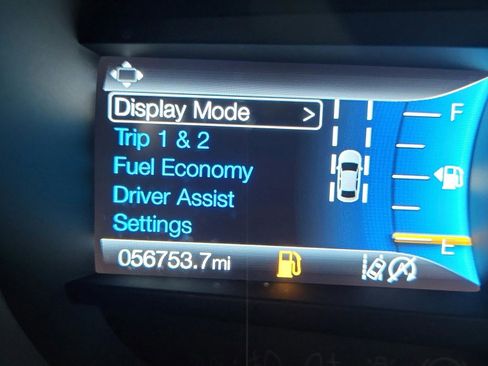 Display Mode >
Trip 1 & 2
Fuel Economy
Driver Assist
Settings
056753.7mi
F
E